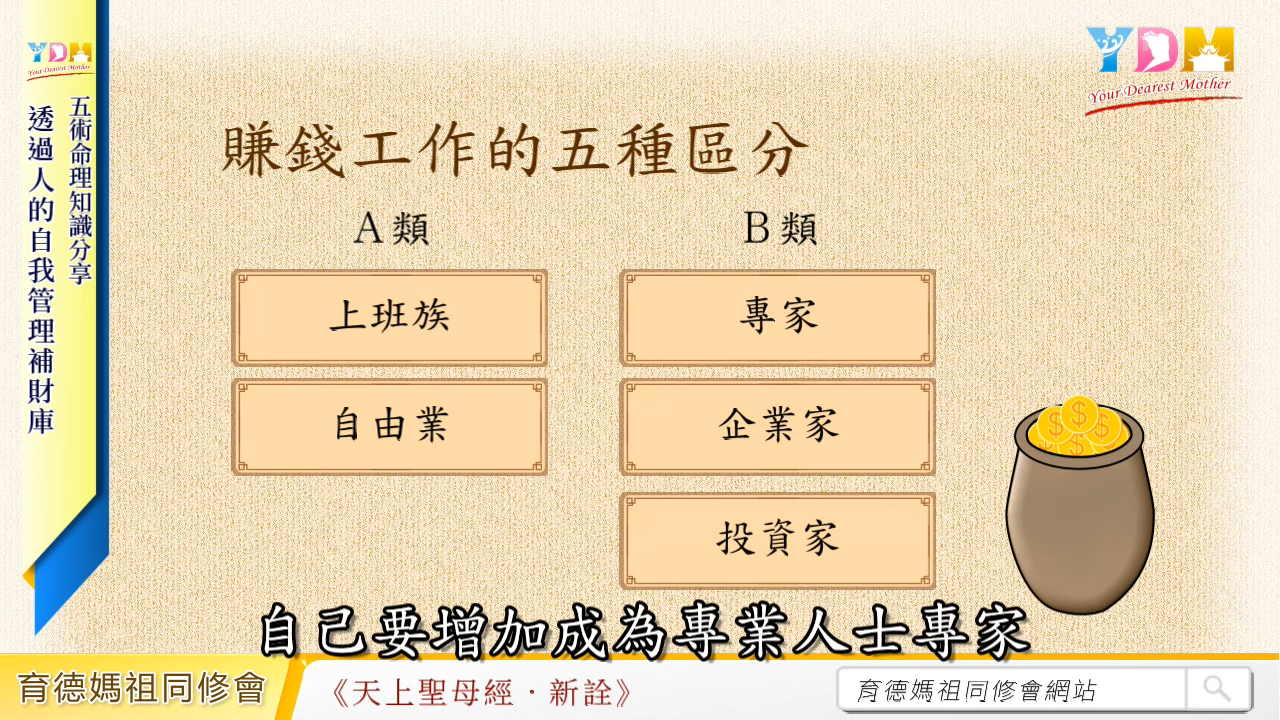 YDM
Your Dearest Mother
五術命理知識分享
透過人的自我管理補財庫
YDM
Your Dearest Mother
賺錢工作的五種區分
A類
B類
上班族
專家
自由業
企業家
投資家
自己要增加成為專業人士專家
育德媽祖同修會
《天上聖母經．新詮》
育德媽祖同修會網站